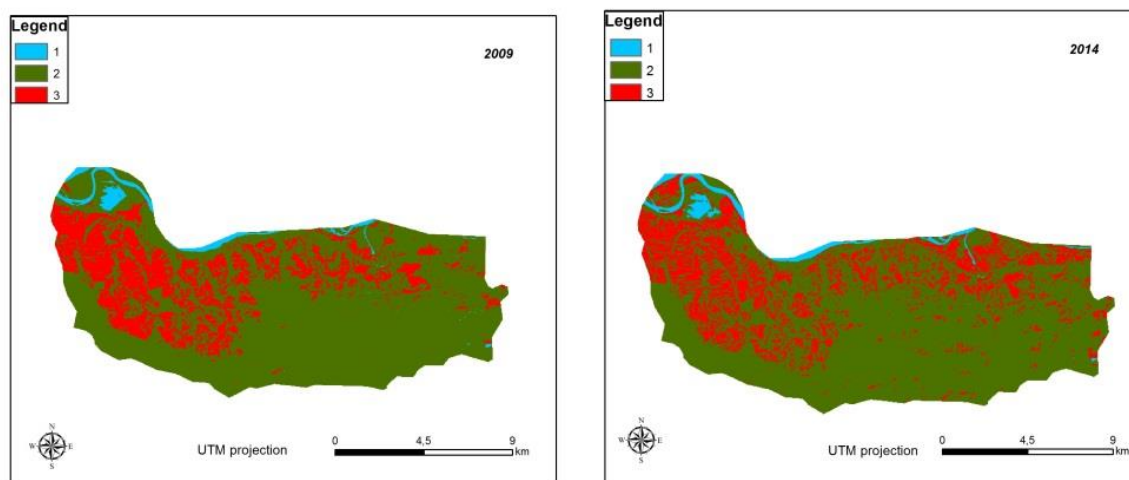 Legend
1
2
3
2009
N
W E
S
UTM projection
0 4,5 9
km
Legend
1
2
3
2014
N
W E
S
UTM projection
0 4,5 9
km